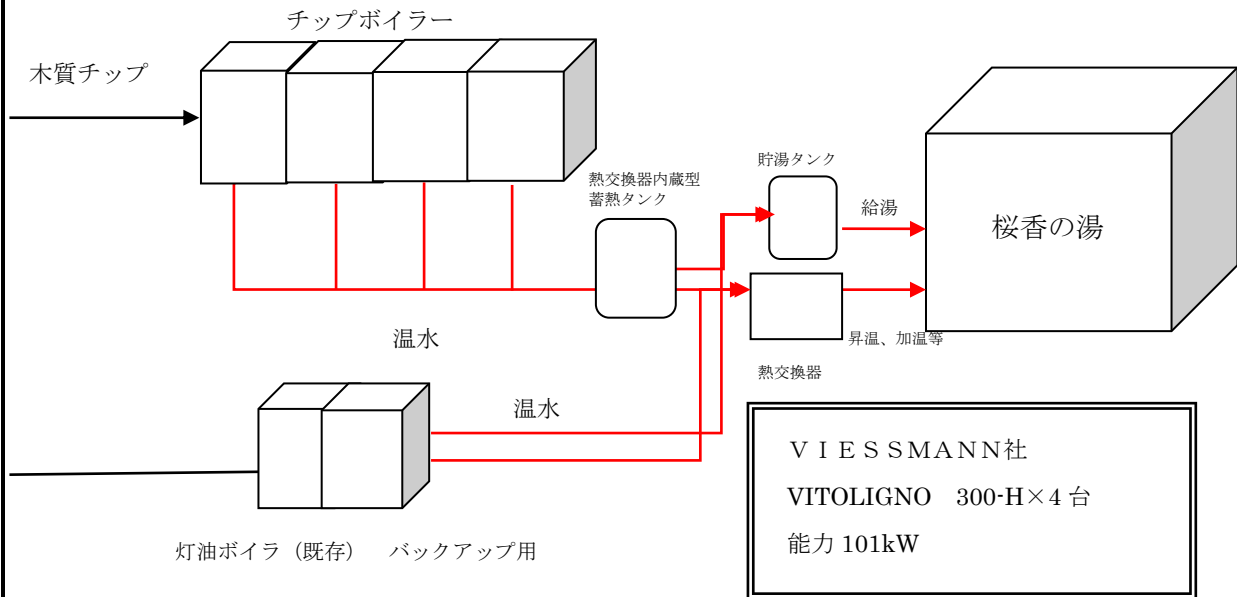 チップボイラー
木質チップ
熱交換器内蔵型
蓄熱タンク
貯湯タンク
給湯
桜香の湯
温水
昇温、加温等
熱交換器
温水
灯油ボイラ（既存）　バックアップ用
ＶＩＥＳＳＭＡＮＮ社
VITOLIGNO　300-H×4 台
能力 101kW